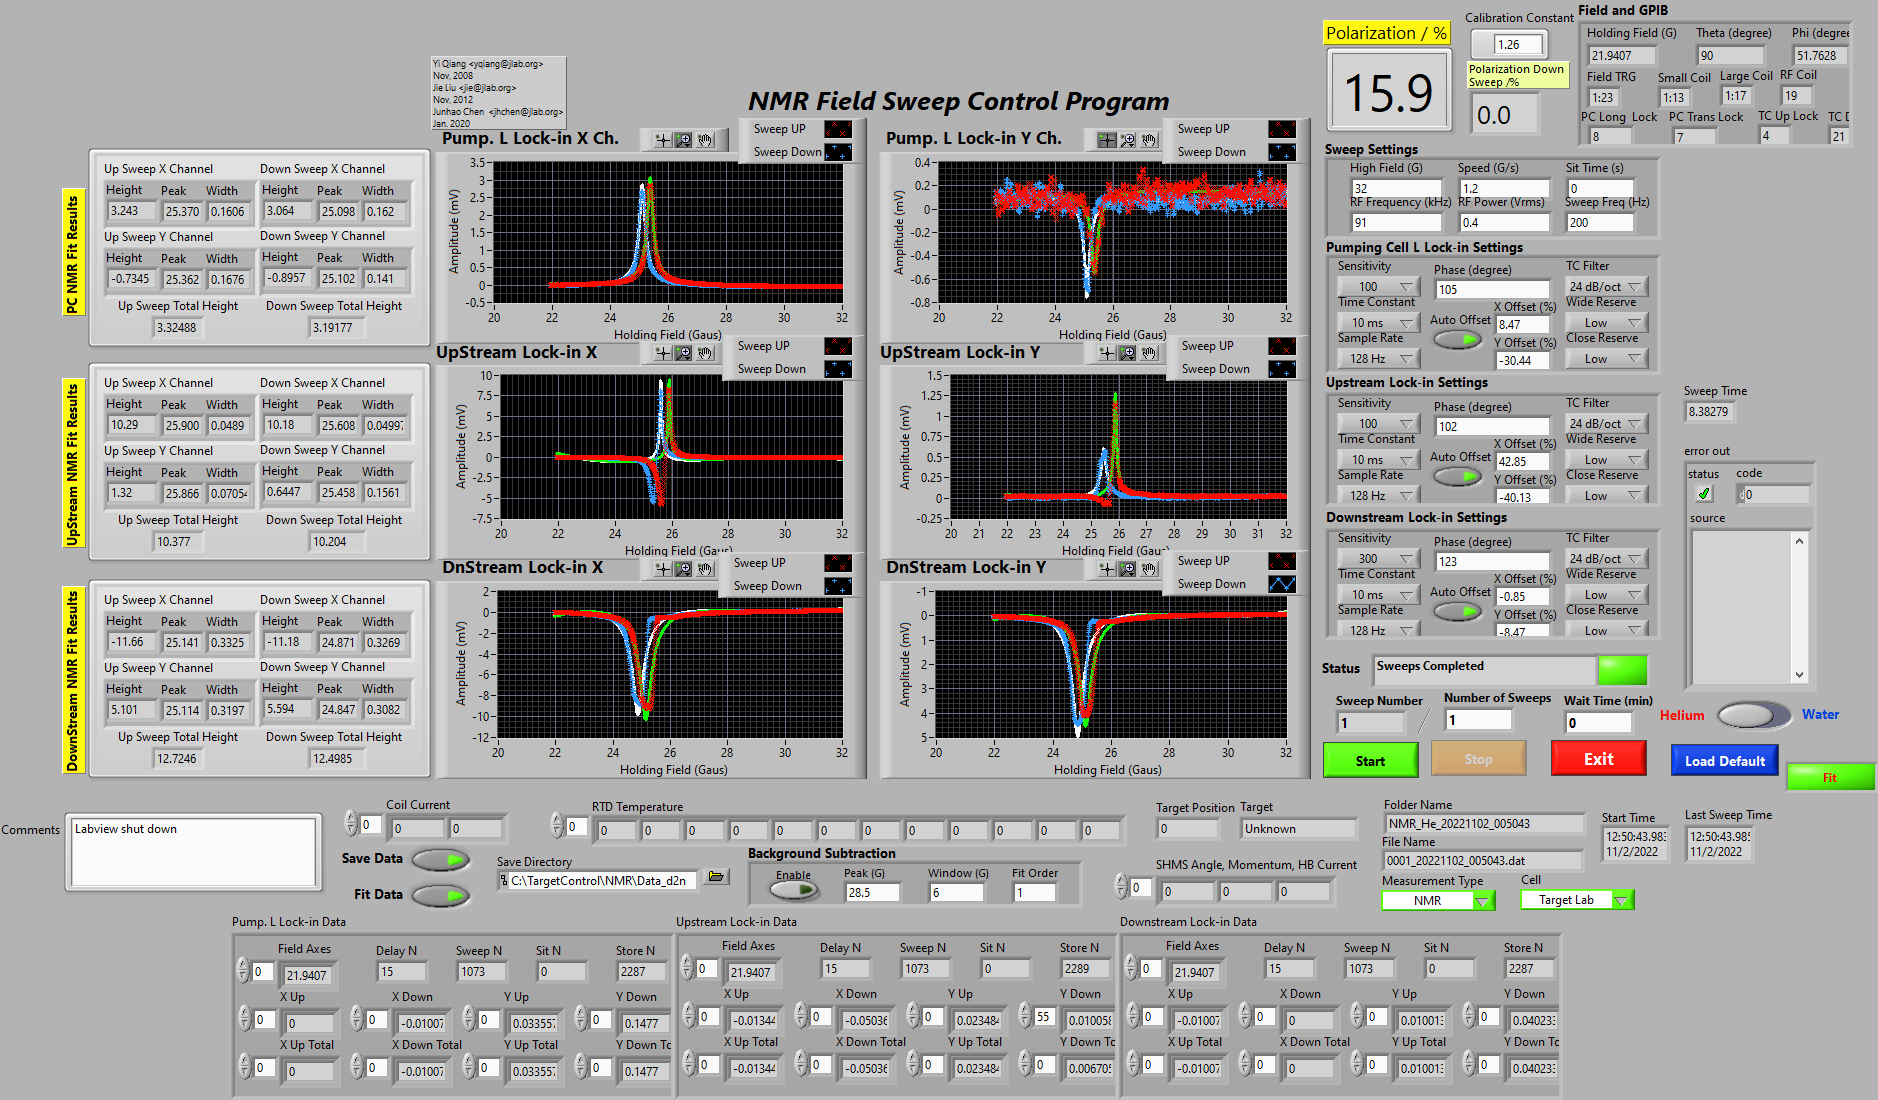 Yi Qiang <yqiang@jlab.org>
Nov, 2008
Jie Liu <jie@jlab.org>
Nov, 2012
Junhao Chen <jhchen@jlab.org>
Jan. 2020
NMR Field Sweep Control Program
Polarization / %
15.9
Calibration Constant
1.26
Polarization Down
Sweep /%
0.0
Field and GPIB
Holding Field (G) Theta (degree) Phi (degree
21.9407 90 51.7628
Field TRG Small Coil Large Coil RF Coil
1:23 1:13 1:17 19
PC Long Lock PC Trans Lock TC Up Lock TC D
8 7 4 21
PC NMR Fit Results
Up Sweep X Channel Down Sweep X Channel
Height Peak Width Height Peak Width
3.243 25.370 0.1606 3.064 25.098 0.162
Up Sweep Y Channel Down Sweep Y Channel
Height Peak Width Height Peak Width
-0.7345 25.362 0.1676 -0.8957 25.102 0.141
Up Sweep Total Height Down Sweep Total Height
3.32488 3.19177
Pump. L Lock-in X Ch.
Sweep UP
Sweep Down
Amplitude (mV)
3.5
3
2.5
2
1.5
1
0.5
0
-0.5
20 22 24 26 28 30 32
Holding Field (Gaus)
Pump. L Lock-in Y Ch.
Sweep UP
Sweep Down
Amplitude (mV)
0.4
0.2
0
-0.2
-0.4
-0.6
-0.8
20 22 24 26 28 30 32
Holding Field (Gaus)
UpStream NMR Fit Results
Up Sweep X Channel Down Sweep X Channel
Height Peak Width Height Peak Width
10.29 25.900 0.0489 10.18 25.608 0.04997
Up Sweep Y Channel Down Sweep Y Channel
Height Peak Width Height Peak Width
1.32 25.866 0.07054 0.6447 25.458 0.1561
Up Sweep Total Height Down Sweep Total Height
10.377 10.204
UpStream Lock-in X
Sweep UP
Sweep Down
Amplitude (mV)
10
7.5
5
2.5
0
-2.5
-5
-7.5
20 22 24 26 28 30 32
Holding Field (Gaus)
UpStream Lock-in Y
Sweep UP
Sweep Down
Amplitude (mV)
1.5
1.25
1
0.75
0.5
0.25
0
-0.25
20 21 22 23 24 25 26 27 28 29 30 31 32
Holding Field (Gaus)
DownStream NMR Fit Results
Up Sweep X Channel Down Sweep X Channel
Height Peak Width Height Peak Width
-11.66 25.141 0.3325 -11.18 24.871 0.3269
Up Sweep Y Channel Down Sweep Y Channel
Height Peak Width Height Peak Width
5.101 25.114 0.3197 5.594 24.847 0.3082
Up Sweep Total Height Down Sweep Total Height
12.7246 12.4985
DnStream Lock-in X
Sweep UP
Sweep Down
Amplitude (mV)
2
0
-2
-4
-6
-8
-10
-12
20 22 24 26 28 30 32
Holding Field (Gaus)
DnStream Lock-in Y
Sweep UP
Sweep Down
Amplitude (mV)
-1
0
1
2
3
4
5
20 22 24 26 28 30 32
Holding Field (Gaus)
Sweep Settings
High Field (G) Speed (G/s) Sit Time (s)
32 1.2 0
RF Frequency (kHz) RF Power (Vrms) Sweep Freq (Hz)
91 0.4 200
Pumping Cell L Lock-in Settings
Sensitivity Phase (degree) TC Filter
100 105 24 dB/oct
Time Constant X Offset (%) Wide Reserve
10 ms Auto Offset 8.47 Low
Sample Rate Y Offset (%) Close Reserve
128 Hz -30.44 Low
Upstream Lock-in Settings
Sensitivity Phase (degree) TC Filter
100 102 24 dB/oct
Time Constant X Offset (%) Wide Reserve
10 ms Auto Offset 42.85 Low
Sample Rate Y Offset (%) Close Reserve
128 Hz -40.13 Low
Downstream Lock-in Settings
Sensitivity Phase (degree) TC Filter
300 123 24 dB/oct
Time Constant X Offset (%) Wide Reserve
10 ms Auto Offset -0.85 Low
Sample Rate Y Offset (%) Close Reserve
128 Hz -8.47 Low
Sweep Time
8.38279
error out
status code
0
source
Status Sweeps Completed
Sweep Number Number of Sweeps Wait Time (min)
1 / 1 0
Helium Water
Start Stop Exit Load Default
Fit
Comments
Labview shut down
Coil Current
0 0 0
Save Data
Fit Data
RTD Temperature
0 0 0 0 0 0 0 0 0 0 0 0 0
Save Directory
C:\TargetControl\NMR\Data_d2n
Background Subtraction
Enable Peak (G) Window (G) Fit Order
28.5 6 1
Target Position Target
0 Unknown
SHMS Angle, Momentum, HB Current
0 0 0 0
Folder Name
NMR_He_20221102_005043
File Name
0001_20221102_005043.dat
Measurement Type Cell
NMR Target Lab
Start Time
12:50:43.983
11/2/2022
Last Sweep Time
12:50:43.985
11/2/2022
Pump. L Lock-in Data
Field Axes Delay N Sweep N Sit N Store N
0 21.9407 15 1073 0 2287
X Up X Down Y Up Y Down
0 0 0 -0.01007 0 0.033557 0 0.1477
X Up Total X Down Total Y Up Total Y Down To
0 0 0 -0.01007 0 0.033557 0 0.1477
Upstream Lock-in Data
Field Axes Delay N Sweep N Sit N Store N
0 21.9407 15 1073 0 2289
X Up X Down Y Up Y Down
0 -0.01344 0 -0.05036 0 0.023484 55 0.010058
X Up Total X Down Total Y Up Total Y Down To
0 -0.01344 0 -0.05036 0 0.023484 0 0.006705
Downstream Lock-in Data
Field Axes Delay N Sweep N Sit N Store N
0 21.9407 15 1073 0 2287
X Up X Down Y Up Y Down
0 -0.01007 0 0 0 0.010013 0 0.040233
X Up Total X Down Total Y Up Total Y Down To
0 -0.01007 0 0 0 0.010013 0 0.040233